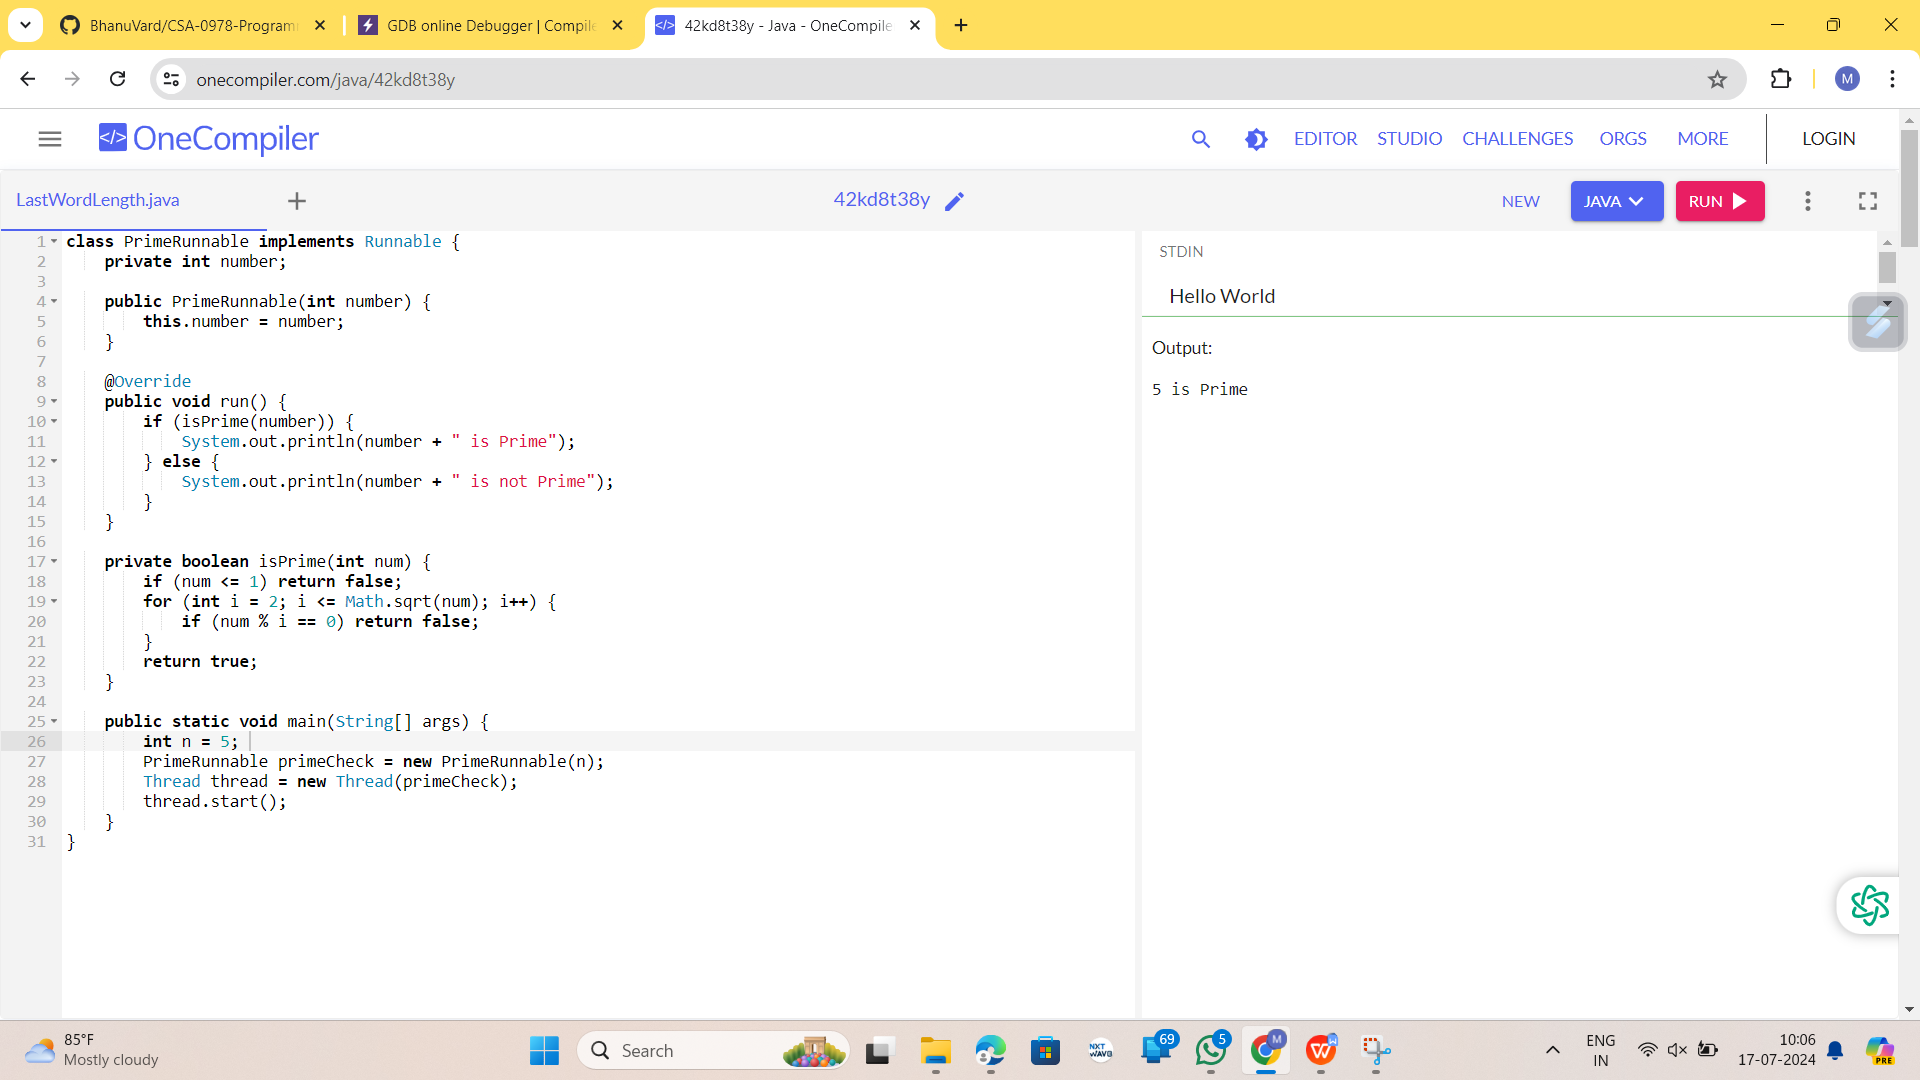 BhanuVard/CSA-0978-Program
GDB online Debugger | Compile
42kd8t38y - Java - OneCompile
onecompiler.com/java/42kd8t38y
M
</> OneCompiler
EDITOR STUDIO CHALLENGES ORGS MORE LOGIN
LastWordLength.java
42kd8t38y
NEW JAVA RUN
1 class PrimeRunnable implements Runnable {
2 private int number;
3
4 public PrimeRunnable(int number) {
5 this.number = number;
6 }
7
8 @Override
9 public void run() {
10 if (isPrime(number)) {
11 System.out.println(number + " is Prime");
12 } else {
13 System.out.println(number + " is not Prime");
14 }
15 }
16
17 private boolean isPrime(int num) {
18 if (num <= 1) return false;
19 for (int i = 2; i <= Math.sqrt(num); i++) {
20 if (num % i == 0) return false;
21 }
22 return true;
23 }
24
25 public static void main(String[] args) {
26 int n = 5;
27 PrimeRunnable primeCheck = new PrimeRunnable(n);
28 Thread thread = new Thread(primeCheck);
29 thread.start();
30 }
31 }
STDIN
Hello World
Output:
5 is Prime
85°F
Mostly cloudy
Search
NXT
WAVE
69
5
M
W
ENG
IN
10:06
17-07-2024
PRE